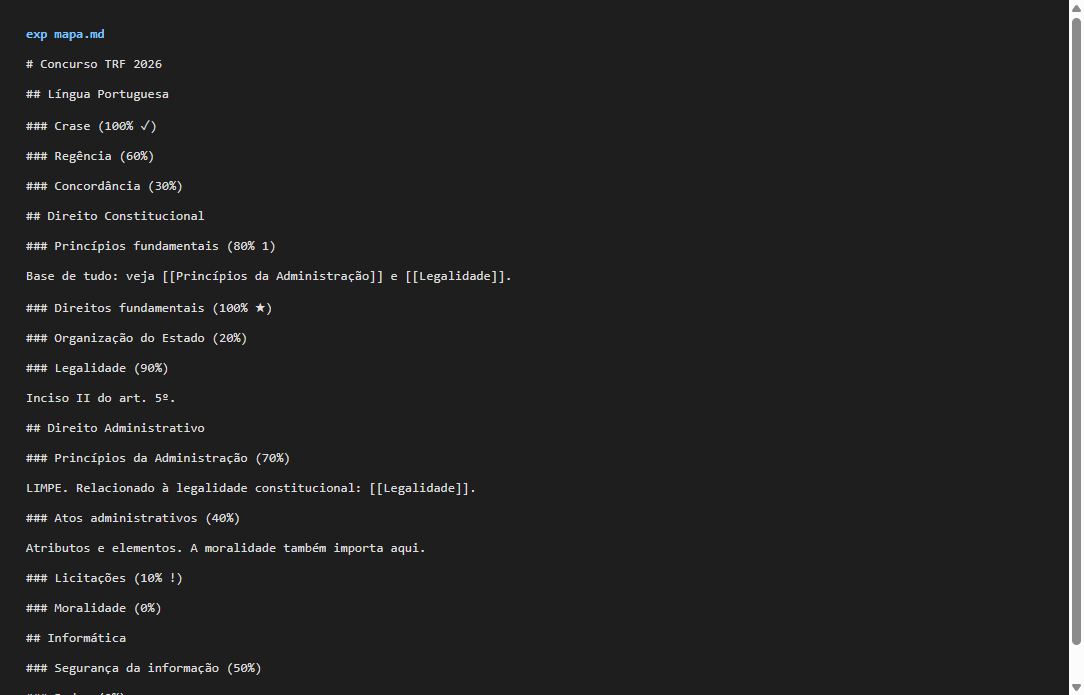 exp mapa.md
# Concurso TRF 2026
## Língua Portuguesa
### Crase (100% ✓)
### Regência (60%)
### Concordância (30%)
## Direito Constitucional
### Princípios fundamentais (80% 1)
Base de tudo: veja [[Princípios da Administração]] e [[Legalidade]].
### Direitos fundamentais (100% ★)
### Organização do Estado (20%)
### Legalidade (90%)
Inciso II do art. 5º.
## Direito Administrativo
### Princípios da Administração (70%)
LIMPE. Relacionado à legalidade constitucional: [[Legalidade]].
### Atos administrativos (40%)
Atributos e elementos. A moralidade também importa aqui.
### Licitações (10% !)
### Moralidade (0%)
## Informática
### Segurança da informação (50%)